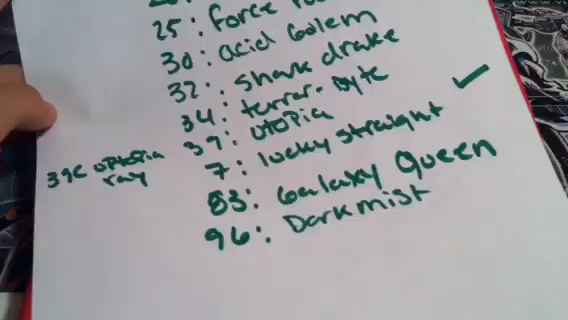 25: force
30: acid Golem
32: shark drake
34: terror-byte
39: utopia
39C uptopia
ray
7: lucky straight
83: Galaxy Queen
96: Dark mist